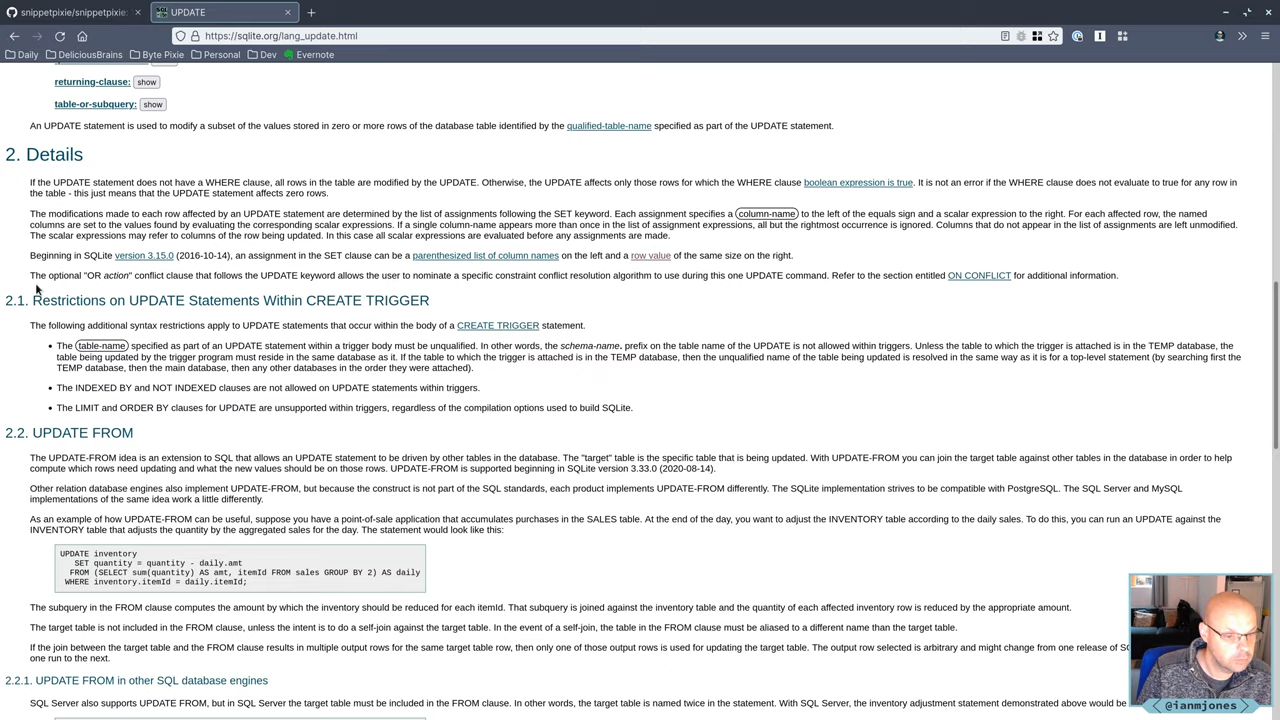 snippetpixie/snippetpixie:
UPDATE
https://sqlite.org/lang_update.html
Daily
DeliciousBrains
Byte Pixie
Personal
Dev
Evernote
returning-clause: show
table-or-subquery: show
An UPDATE statement is used to modify a subset of the values stored in zero or more rows of the database table identified by the qualified-table-name specified as part of the UPDATE statement.
2. Details
If the UPDATE statement does not have a WHERE clause, all rows in the table are modified by the UPDATE. Otherwise, the UPDATE affects only those rows for which the WHERE clause boolean expression is true. It is not an error if the WHERE clause does not evaluate to true for any row in
the table - this just means that the UPDATE statement affects zero rows.
The modifications made to each row affected by an UPDATE statement are determined by the list of assignments following the SET keyword. Each assignment specifies a column-name to the left of the equals sign and a scalar expression to the right. For each affected row, the named
columns are set to the values found by evaluating the corresponding scalar expressions. If a single column-name appears more than once in the list of assignment expressions, all but the rightmost occurrence is ignored. Columns that do not appear in the list of assignments are left unmodified.
The scalar expressions may refer to columns of the row being updated. In this case all scalar expressions are evaluated before any assignments are made.
Beginning in SQLite version 3.15.0 (2016-10-14), an assignment in the SET clause can be a parenthesized list of column names on the left and a row value of the same size on the right.
The optional "OR action" conflict clause that follows the UPDATE keyword allows the user to nominate a specific constraint conflict resolution algorithm to use during this one UPDATE command. Refer to the section entitled ON CONFLICT for additional information.
2.1. Restrictions on UPDATE Statements Within CREATE TRIGGER
The following additional syntax restrictions apply to UPDATE statements that occur within the body of a CREATE TRIGGER statement.
• The table-name specified as part of an UPDATE statement within a trigger body must be unqualified. In other words, the schema-name. prefix on the table name of the UPDATE is not allowed within triggers. Unless the table to which the trigger is attached is in the TEMP database, the
table being updated by the trigger program must reside in the same database as it. If the table to which the trigger is attached is in the TEMP database, then the unqualified name of the table being updated is resolved in the same way as it is for a top-level statement (by searching first the
TEMP database, then the main database, then any other databases in the order they were attached).
• The INDEXED BY and NOT INDEXED clauses are not allowed on UPDATE statements within triggers.
• The LIMIT and ORDER BY clauses for UPDATE are unsupported within triggers, regardless of the compilation options used to build SQLite.
2.2. UPDATE FROM
The UPDATE-FROM idea is an extension to SQL that allows an UPDATE statement to be driven by other tables in the database. The "target" table is the specific table that is being updated. With UPDATE-FROM you can join the target table against other tables in the database in order to help
compute which rows need updating and what the new values should be on those rows. UPDATE-FROM is supported beginning in SQLite version 3.33.0 (2020-08-14).
Other relation database engines also implement UPDATE-FROM, but because the construct is not part of the SQL standards, each product implements UPDATE-FROM differently. The SQLite implementation strives to be compatible with PostgreSQL. The SQL Server and MySQL
implementations of the same idea work a little differently.
As an example of how UPDATE-FROM can be useful, suppose you have a point-of-sale application that accumulates purchases in the SALES table. At the end of the day, you want to adjust the INVENTORY table according to the daily sales. To do this, you can run an UPDATE against the
INVENTORY table that adjusts the quantity by the aggregated sales for the day. The statement would look like this:
UPDATE inventory
SET quantity = quantity - daily.amt
FROM (SELECT sum(quantity) AS amt, itemId FROM sales GROUP BY 2) AS daily
WHERE inventory.itemId = daily.itemId;
The subquery in the FROM clause computes the amount by which the inventory should be reduced for each itemId. That subquery is joined against the inventory table and the quantity of each affected inventory row is reduced by the appropriate amount.
The target table is not included in the FROM clause, unless the intent is to do a self-join against the target table. In the event of a self-join, the table in the FROM clause must be aliased to a different name than the target table.
If the join between the target table and the FROM clause results in multiple output rows for the same target table row, then only one of those output rows is used for updating the target table. The output row selected is arbitrary and might change from one release of
one run to the next.
2.2.1. UPDATE FROM in other SQL database engines
SQL Server also supports UPDATE FROM, but in SQL Server the target table must be included in the FROM clause. In other words, the target table is named twice in the statement. With SQL Server, the inventory adjustment statement demonstrated above would be
@ianmjones